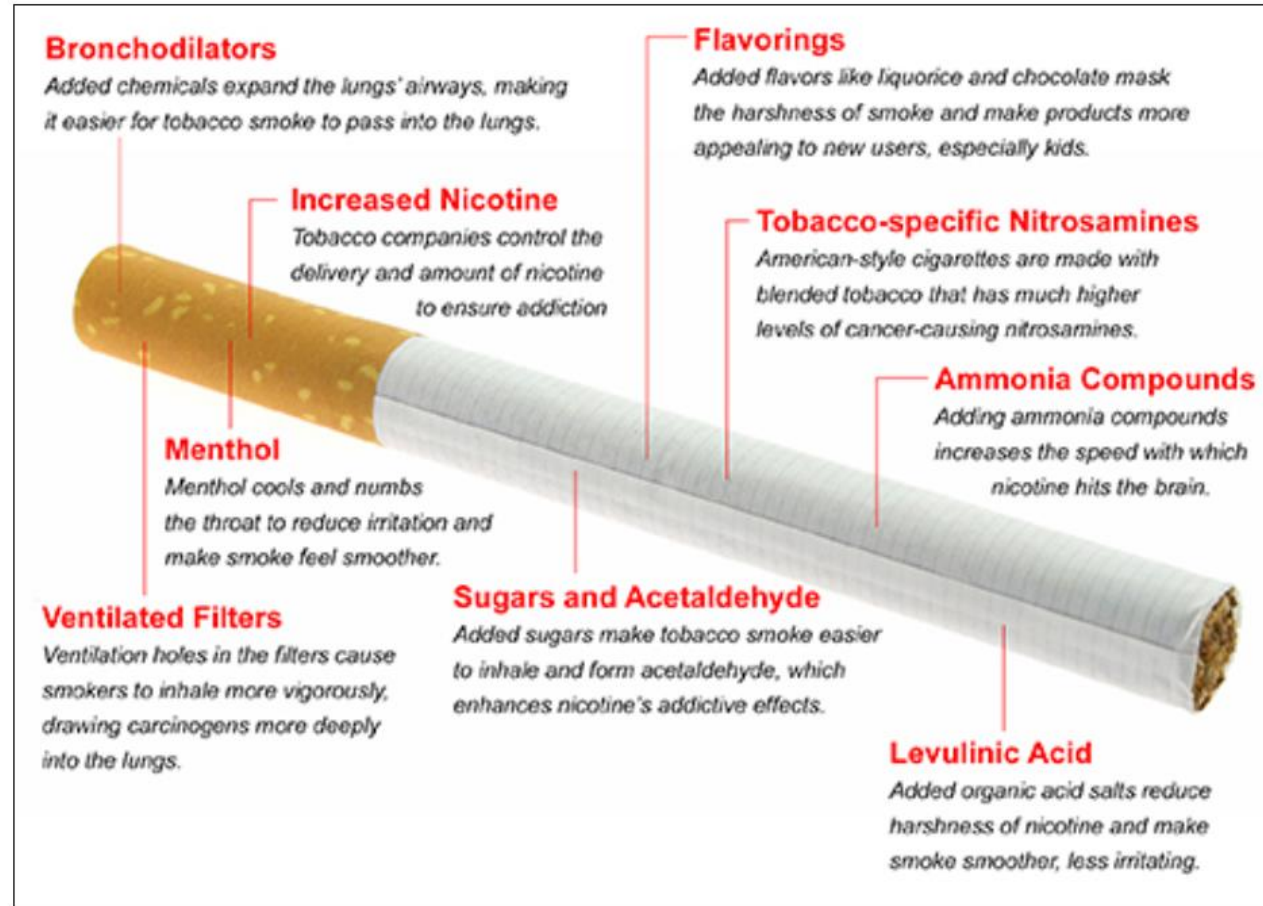 Bronchodilators
Added chemicals expand the lungs' airways, making
it easier for tobacco smoke to pass into the lungs.
Flavorings
Added flavors like liquorice and chocolate mask
the harshness of smoke and make products more
appealing to new users, especially kids.
Increased Nicotine
Tobacco companies control the
delivery and amount of nicotine
to ensure addiction
Tobacco-specific Nitrosamines
American-style cigarettes are made with
blended tobacco that has much higher
levels of cancer-causing nitrosamines.
Ammonia Compounds
Adding ammonia compounds
increases the speed with which
nicotine hits the brain.
Menthol
Menthol cools and numbs
the throat to reduce irritation and
make smoke feel smoother.
Ventilated Filters
Ventilation holes in the filters cause
smokers to inhale more vigorously,
drawing carcinogens more deeply
into the lungs.
Sugars and Acetaldehyde
Added sugars make tobacco smoke easier
to inhale and form acetaldehyde, which
enhances nicotine's addictive effects.
Levulinic Acid
Added organic acid salts reduce
harshness of nicotine and make
smoke smoother, less irritating.